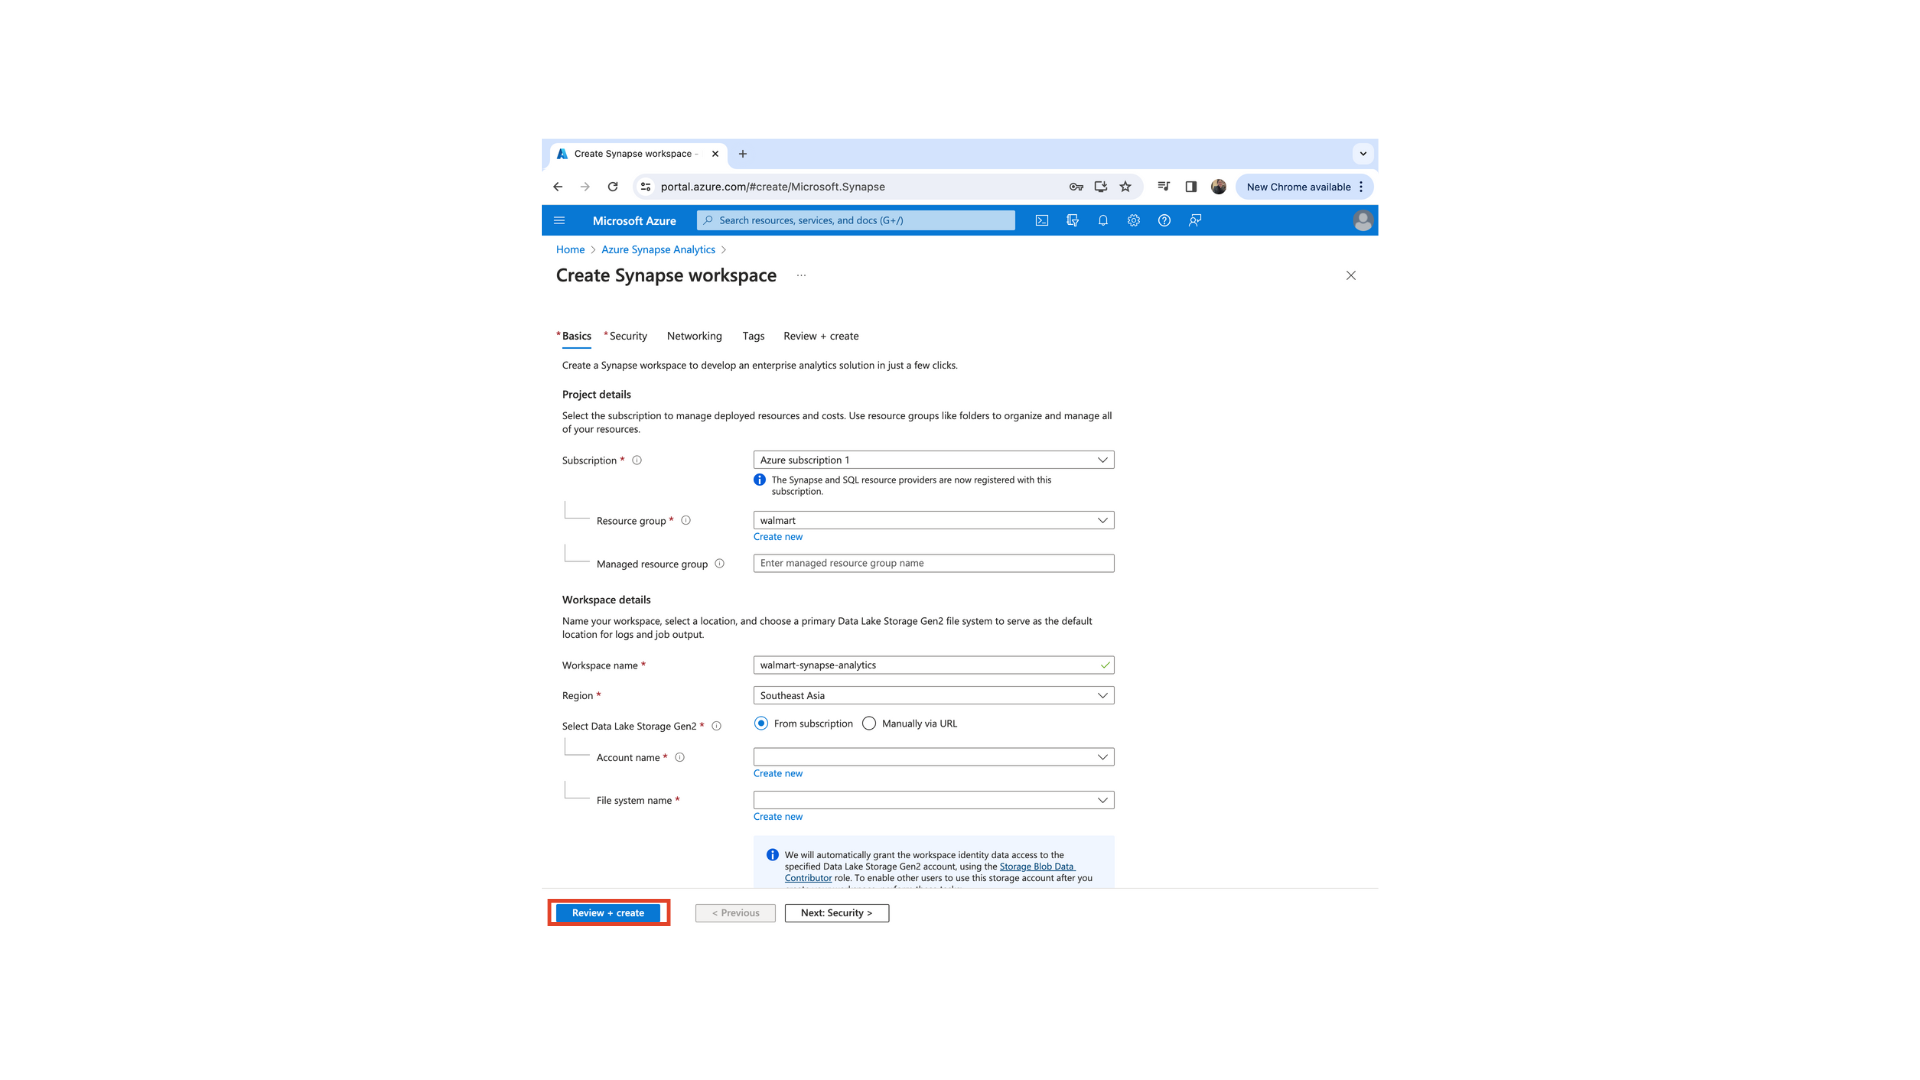 Create Synapse workspace -
portal.azure.com/#create/Microsoft.Synapse
New Chrome available
Microsoft Azure
Search resources, services, and docs (G+/)
Home > Azure Synapse Analytics >
Create Synapse workspace ...
* Basics * Security Networking Tags Review + create
Create a Synapse workspace to develop an enterprise analytics solution in just a few clicks.
Project details
Select the subscription to manage deployed resources and costs. Use resource groups like folders to organize and manage all
of your resources.
Subscription *
Azure subscription 1
The Synapse and SQL resource providers are now registered with this
subscription.
Resource group *
walmart
Create new
Managed resource group
Enter managed resource group name
Workspace details
Name your workspace, select a location, and choose a primary Data Lake Storage Gen2 file system to serve as the default
location for logs and job output.
Workspace name *
walmart-synapse-analytics
Region *
Southeast Asia
Select Data Lake Storage Gen2 *
From subscription Manually via URL
Account name *
Create new
File system name *
Create new
We will automatically grant the workspace identity data access to the
specified Data Lake Storage Gen2 account, using the Storage Blob Data
Contributor role. To enable other users to use this storage account after you
Review + create < Previous Next: Security >